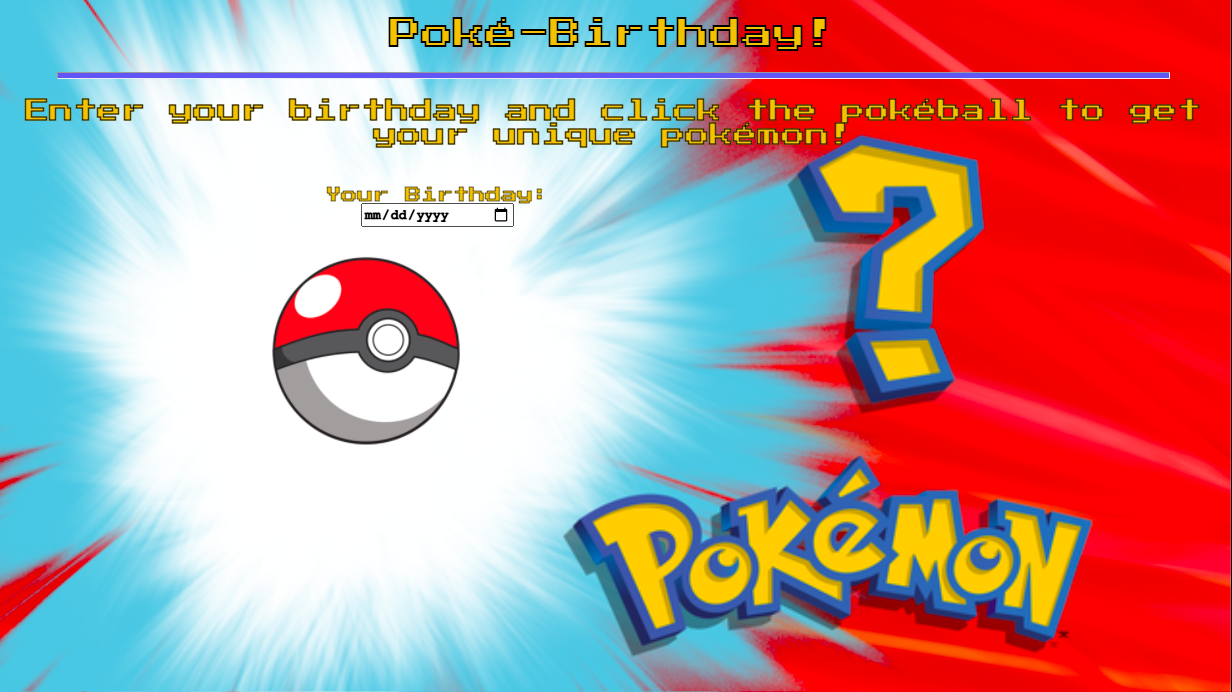 Poké-Birthday!
Enter your birthday and click the pokéball to get
your unique pokémon!
Your Birthday:
mm/dd/yyyy
?
POKéMON